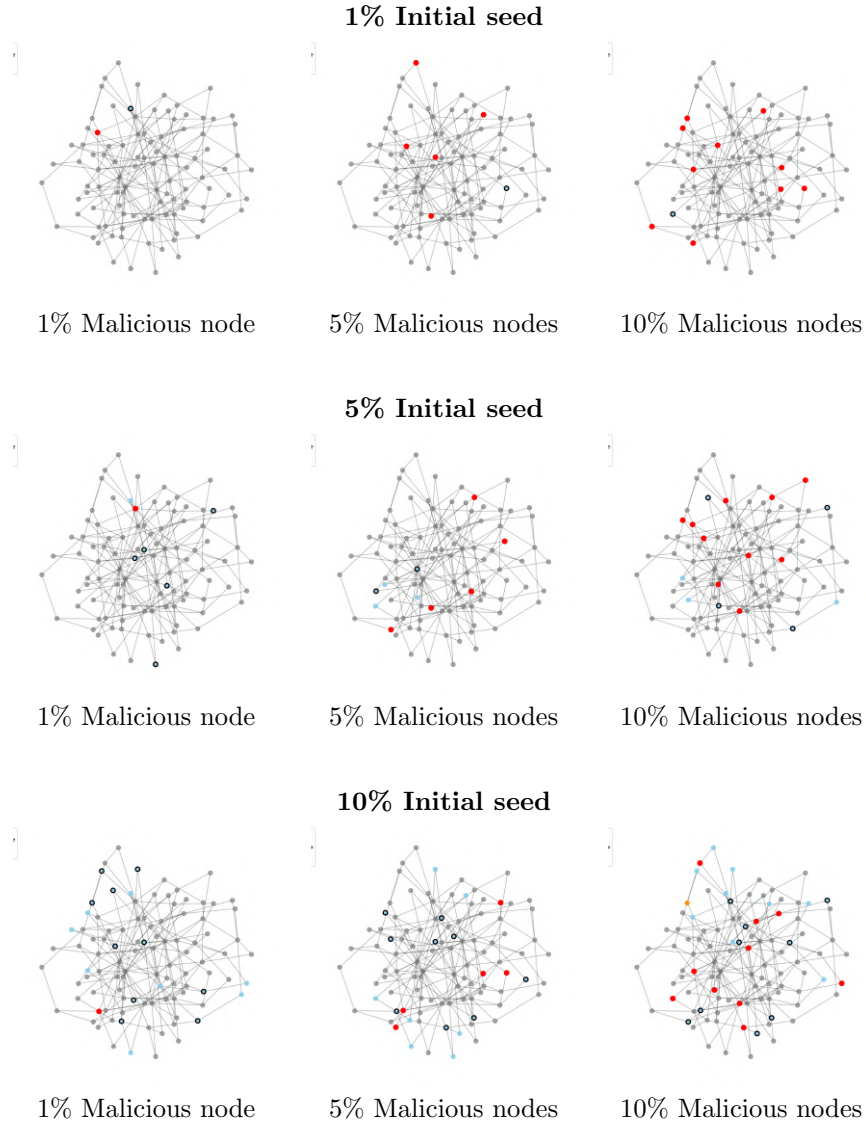 1% Initial seed
1% Malicious node
5% Malicious nodes
10% Malicious nodes
5% Initial seed
1% Malicious node
5% Malicious nodes
10% Malicious nodes
10% Initial seed
1% Malicious node
5% Malicious nodes
10% Malicious nodes